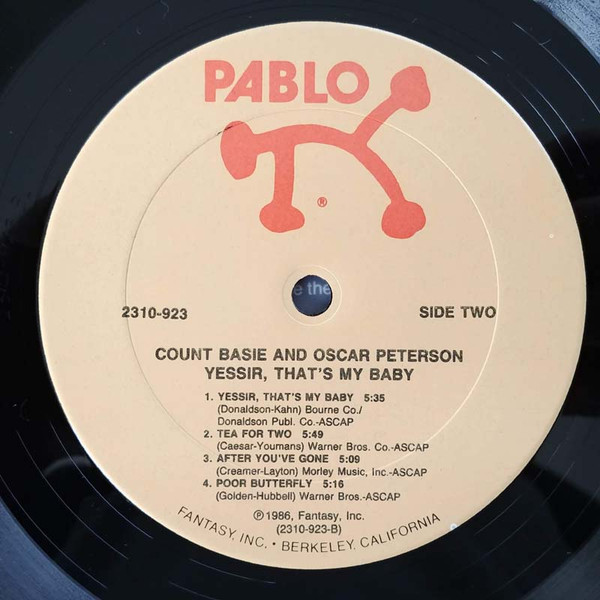 PABLO
®
e the
2310-923
SIDE TWO
COUNT BASIE AND OSCAR PETERSON
YESSIR, THAT'S MY BABY
1. YESSIR, THAT'S MY BABY 5:35
(Donaldson-Kahn) Bourne Co./
Donaldson Publ. Co.-ASCAP
2. TEA FOR TWO 5:49
(Caesar-Youmans) Warner Bros. Co.-ASCAP
3. AFTER YOU'VE GONE 5:09
(Creamer-Layton) Morley Music, Inc.-ASCAP
4. POOR BUTTERFLY 5:16
(Golden-Hubbell) Warner Bros.-ASCAP
℗1986, Fantasy, Inc.
(2310-923-B)
FANTASY, INC. • BERKELEY, CALIFORNIA